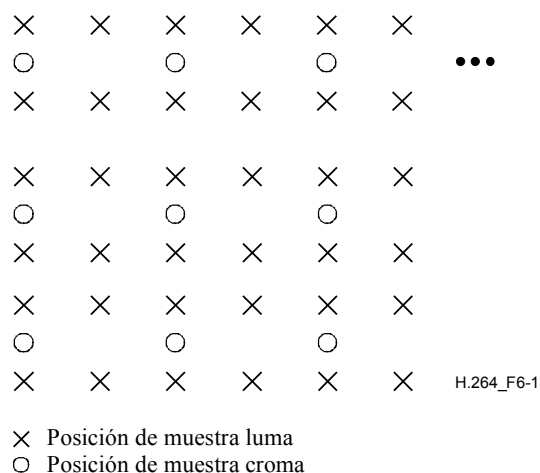 H.264_F6-1
Posición de muestra luma
Posición de muestra croma